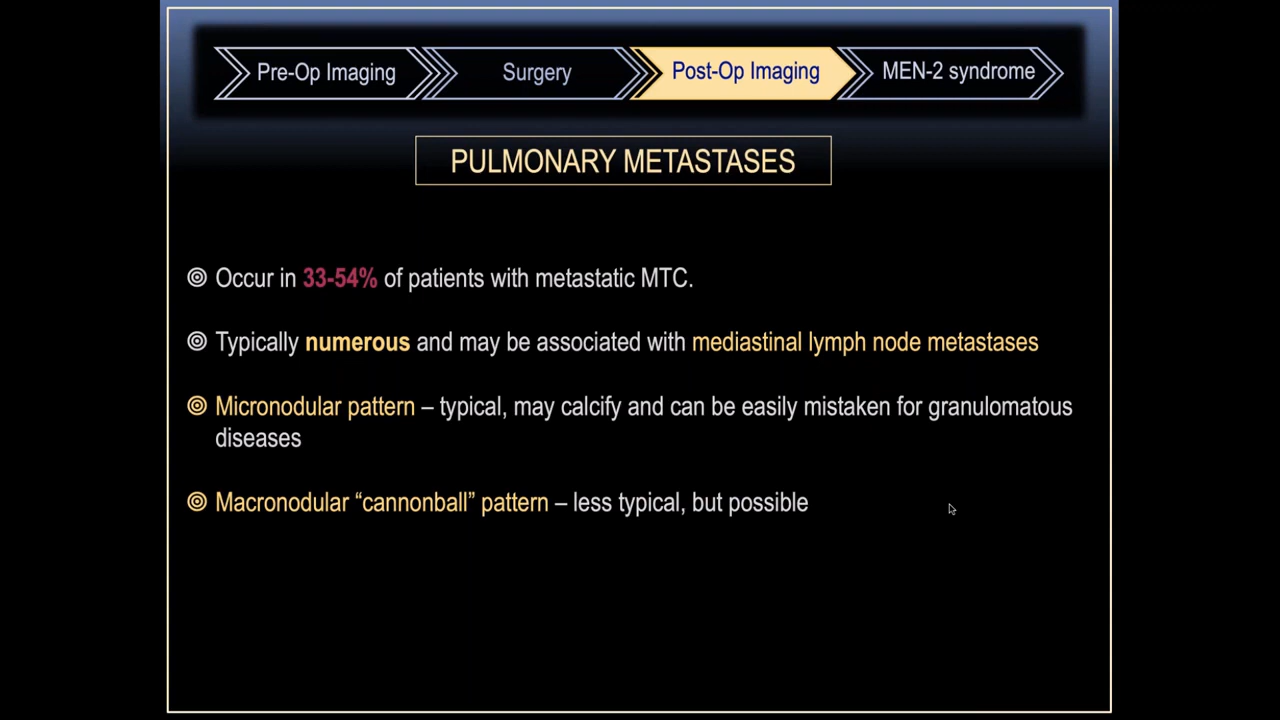 Pre-Op Imaging Surgery Post-Op Imaging MEN-2 syndrome
PULMONARY METASTASES
Occur in 33-54% of patients with metastatic MTC.
Typically numerous and may be associated with mediastinal lymph node metastases
Micronodular pattern – typical, may calcify and can be easily mistaken for granulomatous
diseases
Macronodular “cannonball” pattern – less typical, but possible